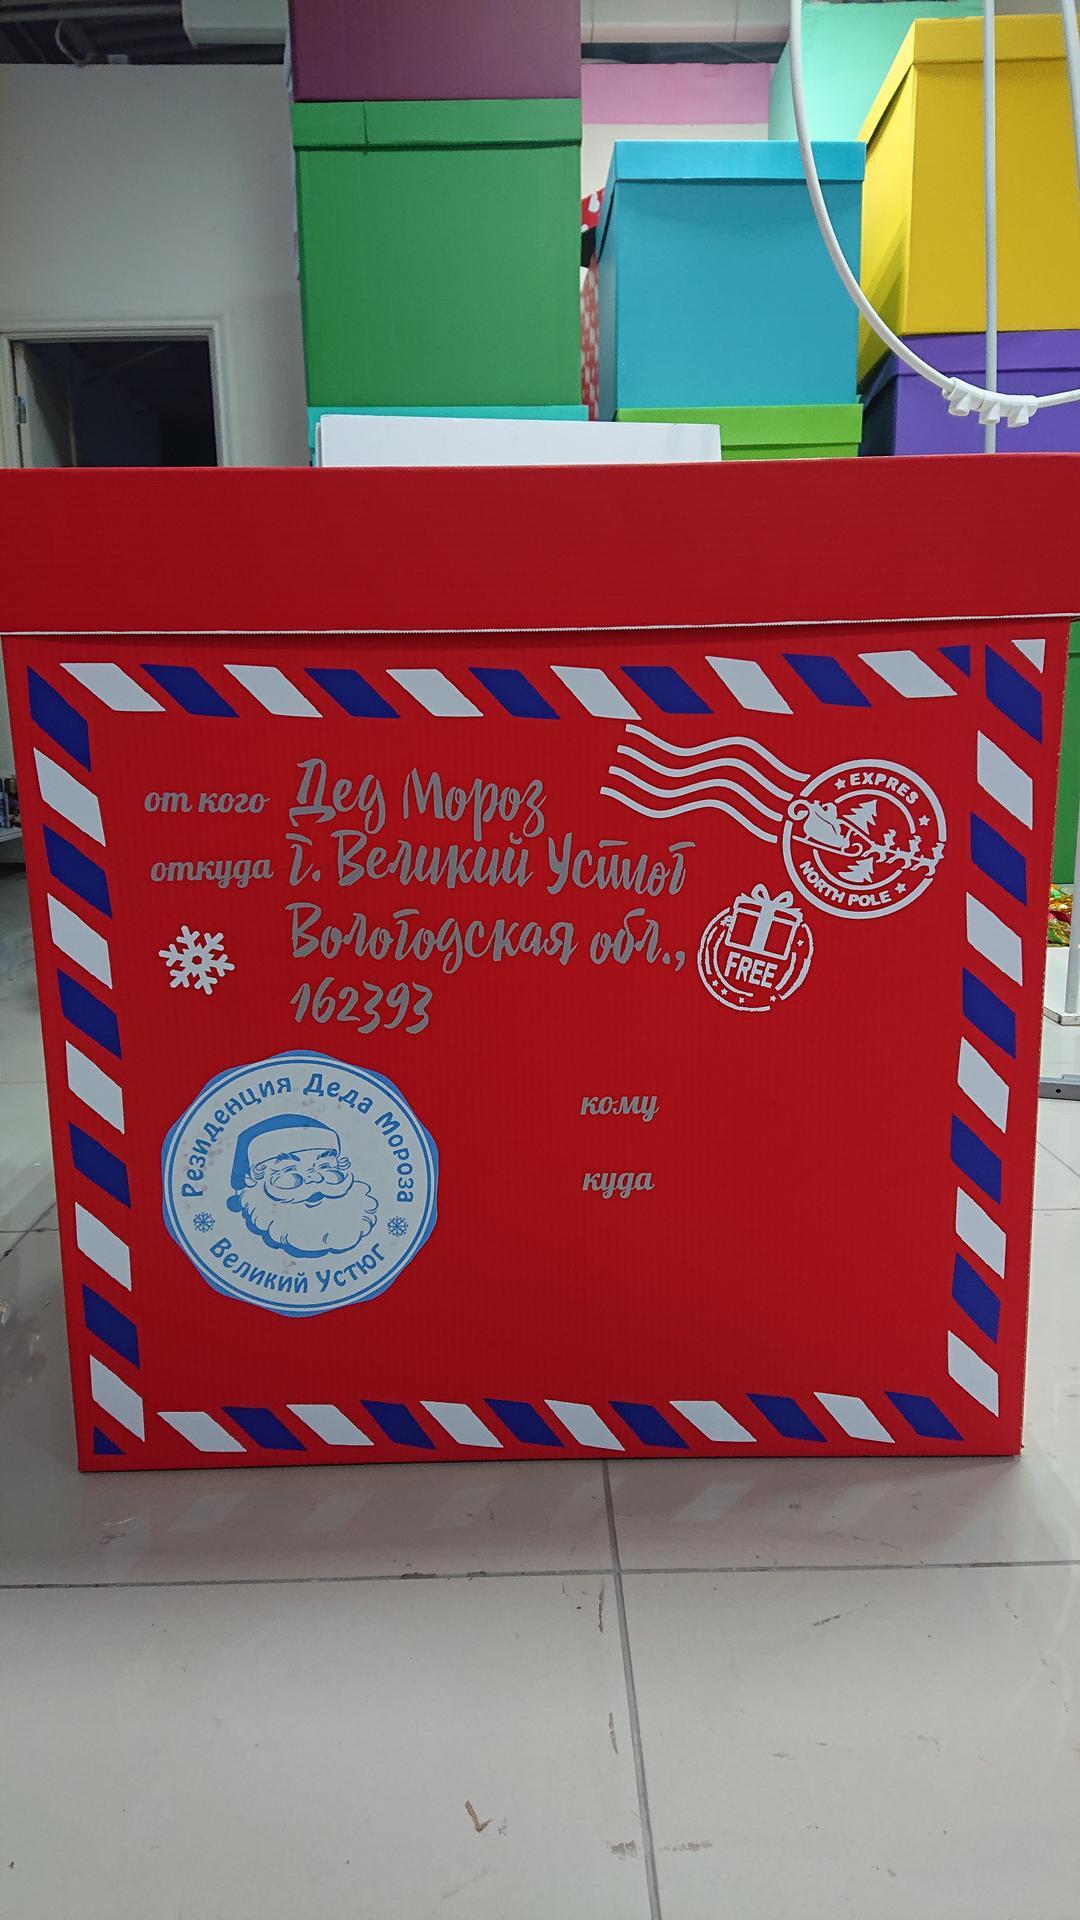 от кого Дед Мороз
откуда г. Великий Устюг
Вологодская обл.,
162393
EXPRES
NORTH POLE
FREE
Резиденция Деда Мороза
Великий Устюг
кому
куда